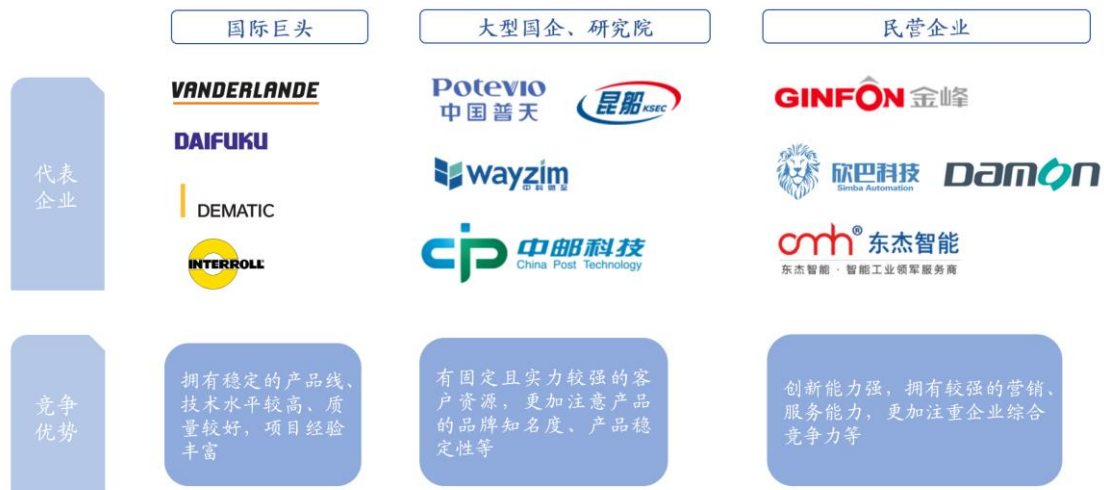 国际巨头
大型国企、研究院
民营企业
代表
企业
VANDERLANDE
DAIFUKU
DEMATIC
INTERROLL
Potevio
中国普天
昆船 KSEC
wayzim
中科微至
中邮科技
China Post Technology
GINFON 金峰
欣巴科技
Simba Automation
Damon
omh® 东杰智能
东杰智能 · 智能工业领军服务商
竞争
优势
拥有稳定的产品线、
技术水平较高、质
量较好，项目经验
丰富
有固定且实力较强的客
户资源，更加注意产品
的品牌知名度、产品稳
定性等
创新能力强，拥有较强的营销、
服务能力，更加注重企业综合
竞争力等